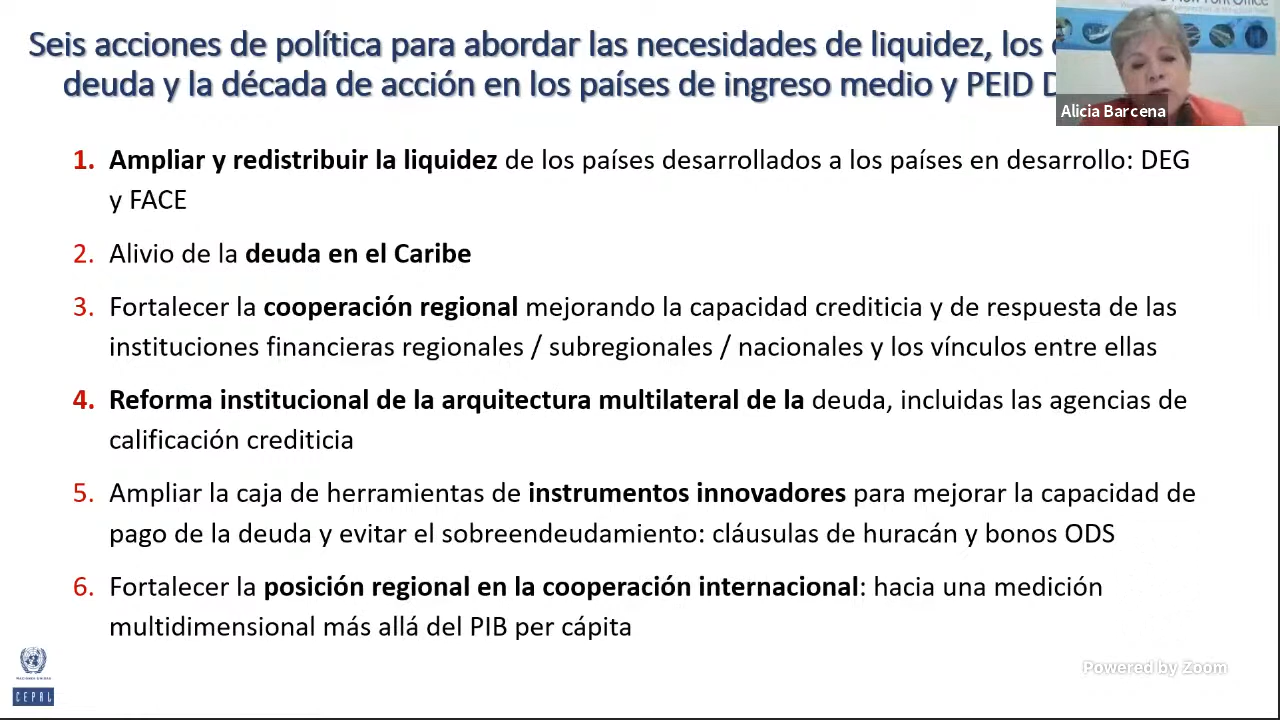 Seis acciones de política para abordar las necesidades de liquidez, los
deuda y la década de acción en los países de ingreso medio y PEID
Alicia Barcena
1. Ampliar y redistribuir la liquidez de los países desarrollados a los países en desarrollo: DEG
y FACE
2. Alivio de la deuda en el Caribe
3. Fortalecer la cooperación regional mejorando la capacidad crediticia y de respuesta de las
instituciones financieras regionales / subregionales / nacionales y los vínculos entre ellas
4. Reforma institucional de la arquitectura multilateral de la deuda, incluidas las agencias de
calificación crediticia
5. Ampliar la caja de herramientas de instrumentos innovadores para mejorar la capacidad de
pago de la deuda y evitar el sobreendeudamiento: cláusulas de huracán y bonos ODS
6. Fortalecer la posición regional en la cooperación internacional: hacia una medición
multidimensional más allá del PIB per cápita
NACIONES UNIDAS
CEPAL
Powered by Zoom